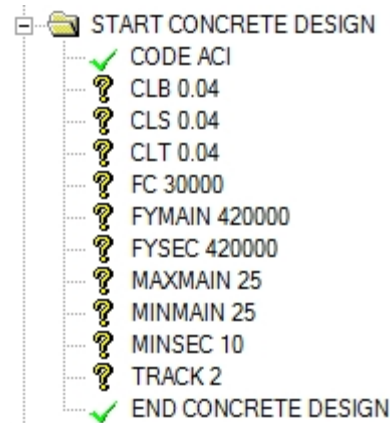 START CONCRETE DESIGN
CODE ACI
CLB 0.04
CLS 0.04
CLT 0.04
FC 30000
FYMAIN 420000
FYSEC 420000
MAXMAIN 25
MINMAIN 25
MINSEC 10
TRACK 2
END CONCRETE DESIGN